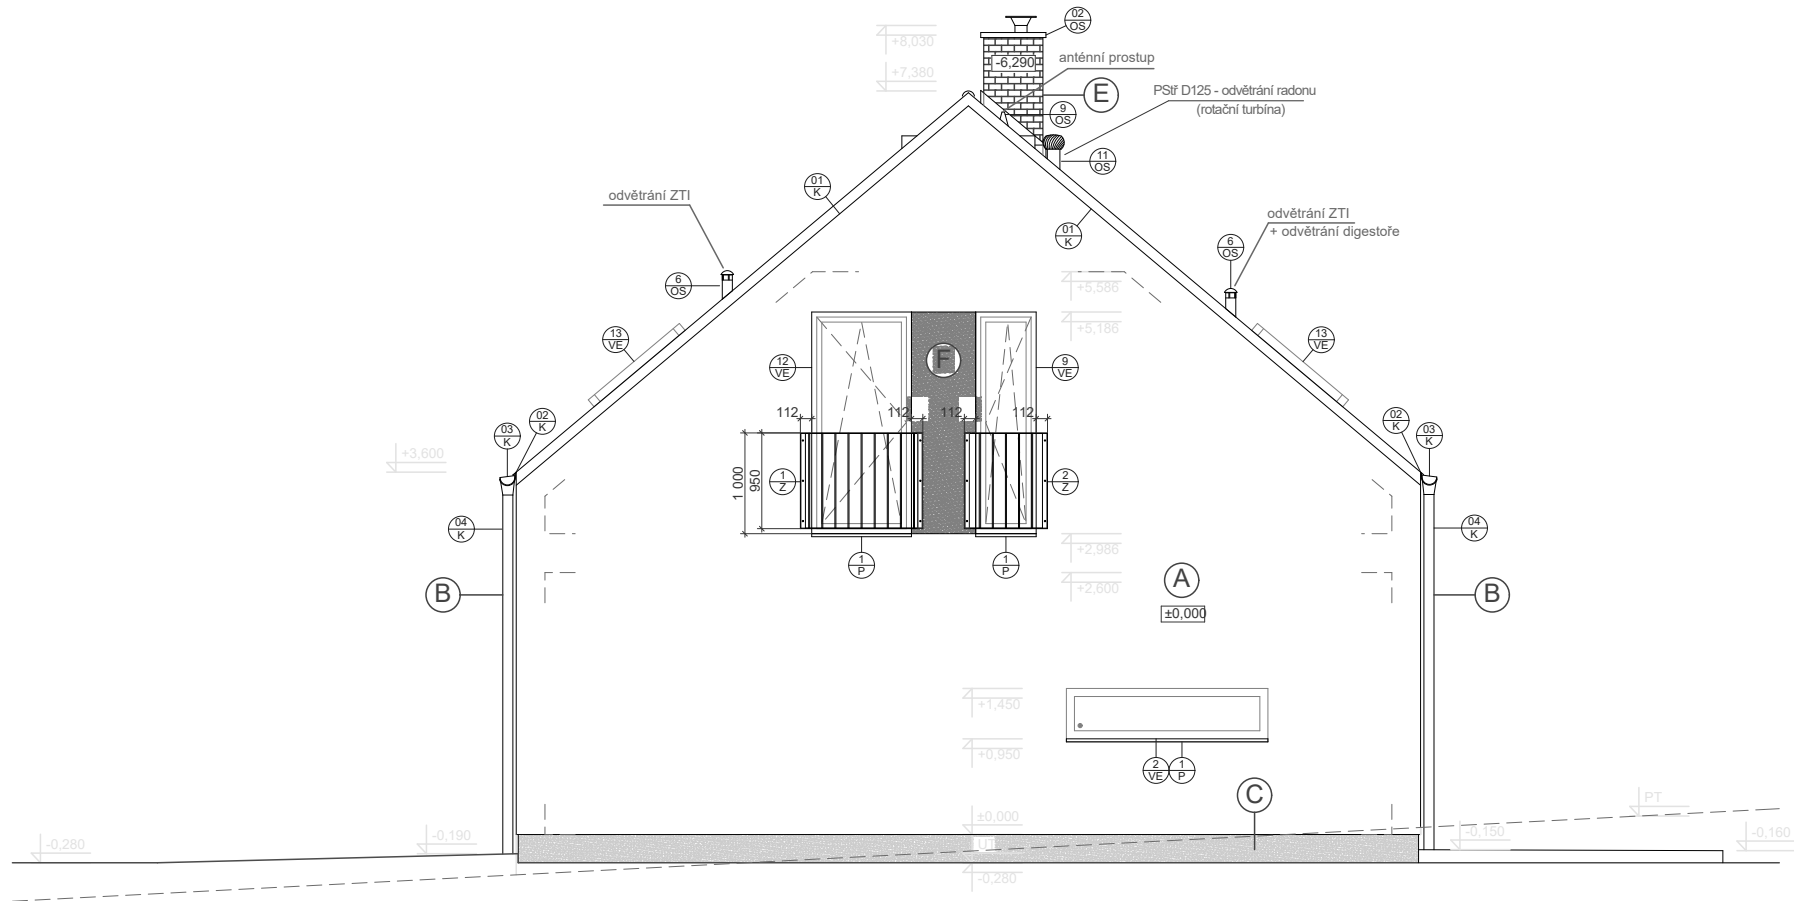 02
OS
+8,030
-6,290
anténní prostup
+7,380
PStř D125 - odvětrání radonu
(rotační turbína)
E
9
OS
11
OS
01
K
odvětrání ZTI
odvětrání ZTI
+ odvětrání digestoře
01
K
6
OS
6
OS
+5,586
+5,186
13
VE
13
VE
12
VE
F
9
VE
112
112
112
112
03
K
02
K
02
K
03
K
+3,600
1 000
950
1
Z
2
Z
04
K
04
K
+2,986
1
P
1
P
+2,600
A
B
B
±0,000
+1,450
+0,950
2
VE
1
P
C
PT
±0,000
-0,280
-0,190
UT
-0,150
-0,160
-0,280